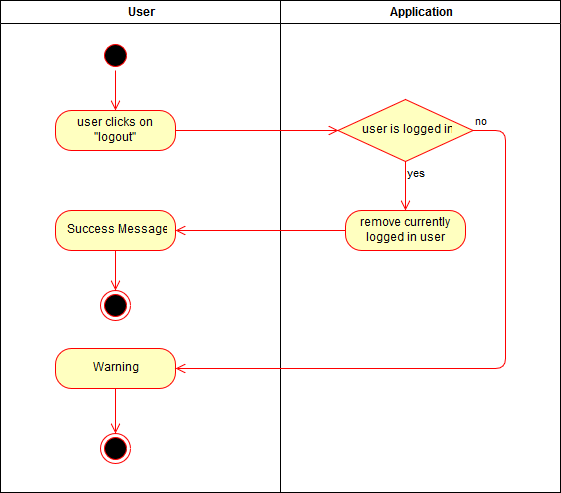 User
Application
user clicks on
"logout"
user is logged in
no
yes
Success Message
remove currently
logged in user
Warning